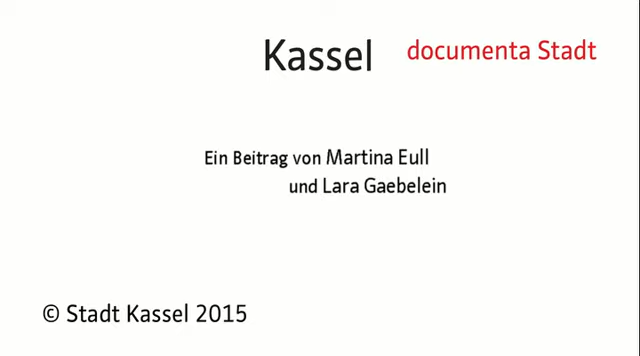 Kassel documenta Stadt
Ein Beitrag von Martina Eull
und Lara Gaebelein
© Stadt Kassel 2015